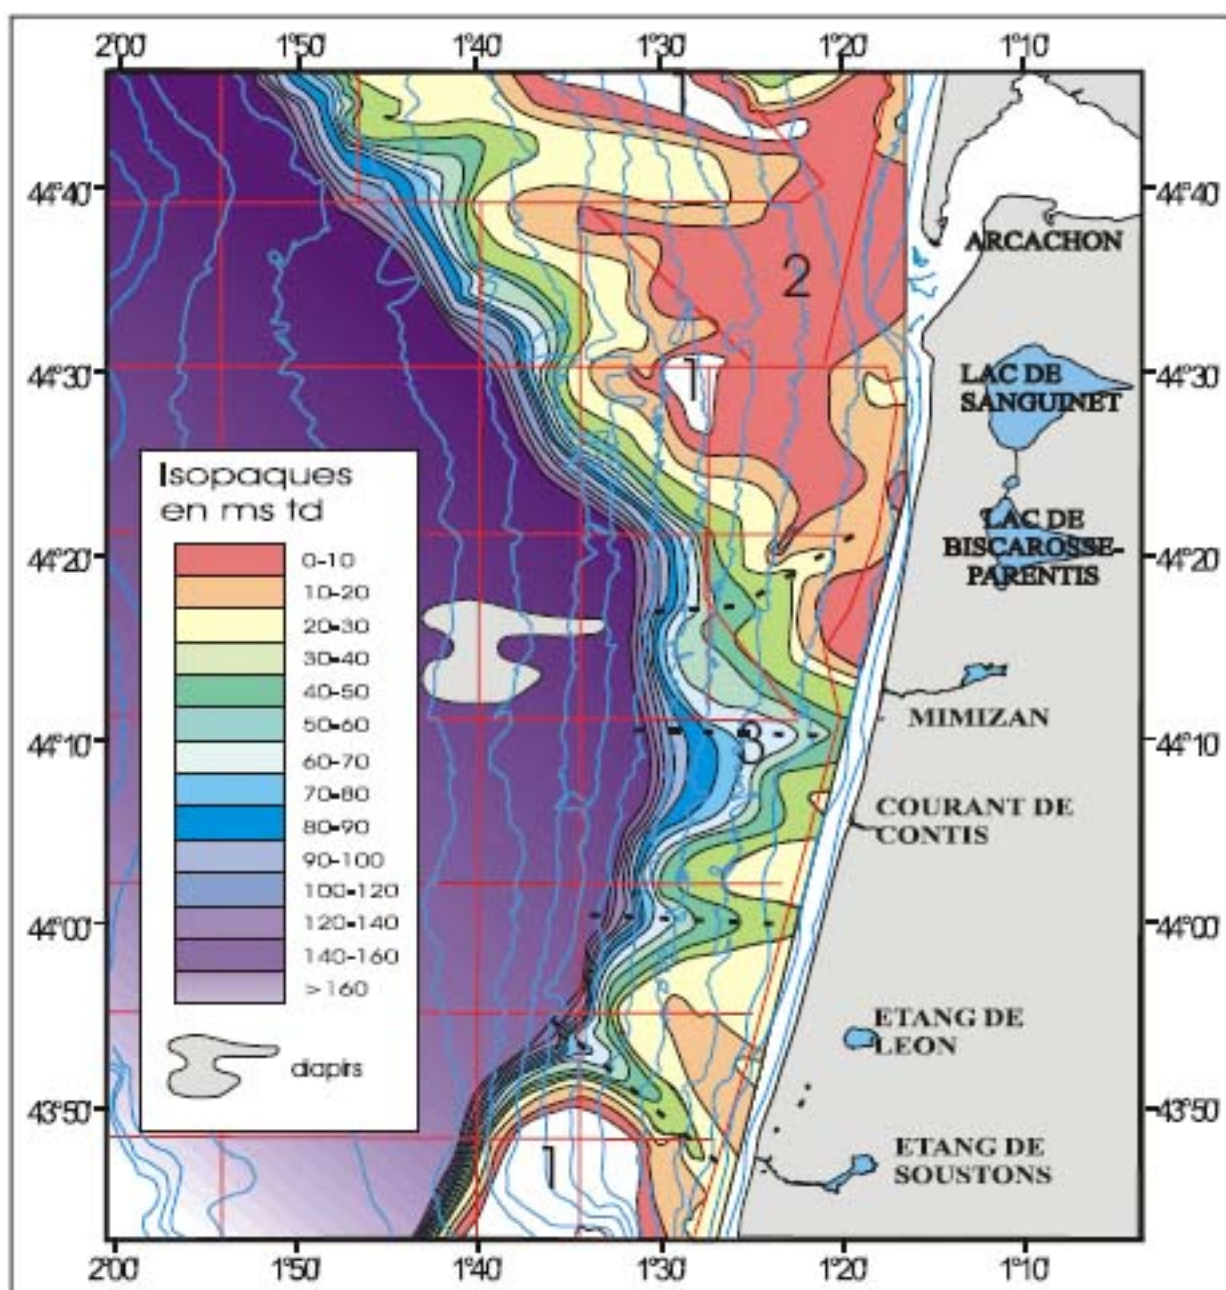 2°00' 1°50' 1°40' 1°30' 1°20' 1°10'
44°40' 44°40'
ARCACHON
2
1
44°30' 44°30'
1
LAC DE
SANGUINET
Isopaques
en ms td
0-10
10-20
20-30
30-40
40-50
50-60
60-70
70-80
80-90
90-100
100-120
120-140
140-160
>160
diapirs
44°20' 44°20'
LAC DE
BISCAROSSE-
PARENTIS
MIMIZAN
44°10' 44°10'
3
COURANT DE
CONTIS
44°00' 44°00'
ETANG DE
LEON
43°50' 43°50'
1
ETANG DE
SOUSTONS
2°00' 1°50' 1°40' 1°30' 1°20' 1°10'